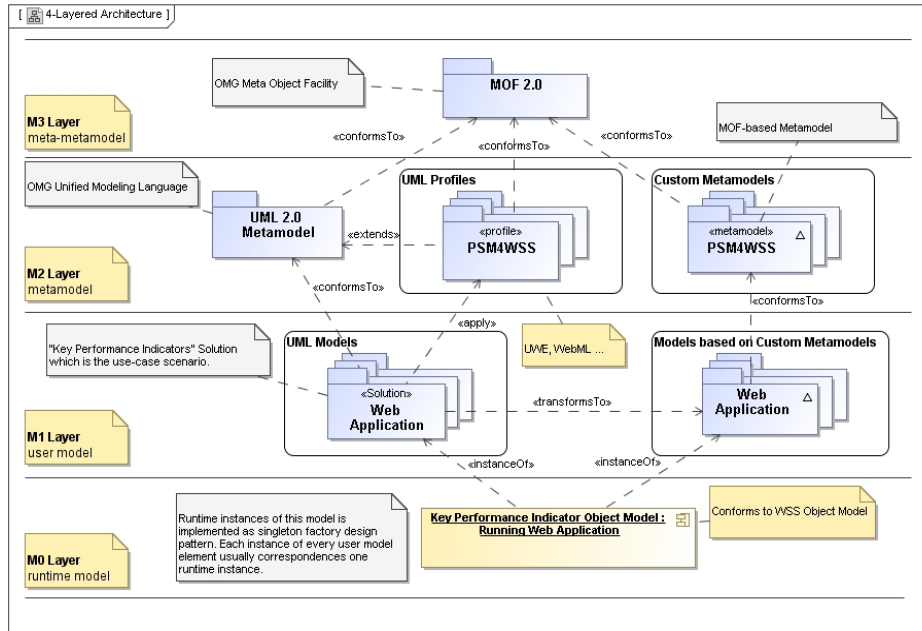 [ 4-Layered Architecture ]
OMG Meta Object Facility
MOF 2.0
M3 Layer
meta-metamodel
MOF-based Metamodel
«conformsTo»
«conformsTo»
«conformsTo»
OMG Unified Modeling Language
UML Profiles
Custom Metamodels
UML 2.0
Metamodel
«extends»
«profile»
PSM4WSS
«metamodel»
PSM4WSS
M2 Layer
metamodel
«conformsTo»
«conformsTo»
«apply»
"Key Performance Indicators" Solution
which is the use-case scenario.
UML Models
UWE, WebML ...
Models based on Custom Metamodels
«Solution»
Web
Application
«transformsTo»
Web
Application
M1 Layer
user model
«instanceOf»
«instanceOf»
Runtime instances of this model is
implemented as singleton factory design
pattern. Each instance of every user model
element usually correspondences one
runtime instance.
Key Performance Indicator Object Model :
Running Web Application
Conforms to WSS Object Model
M0 Layer
runtime model